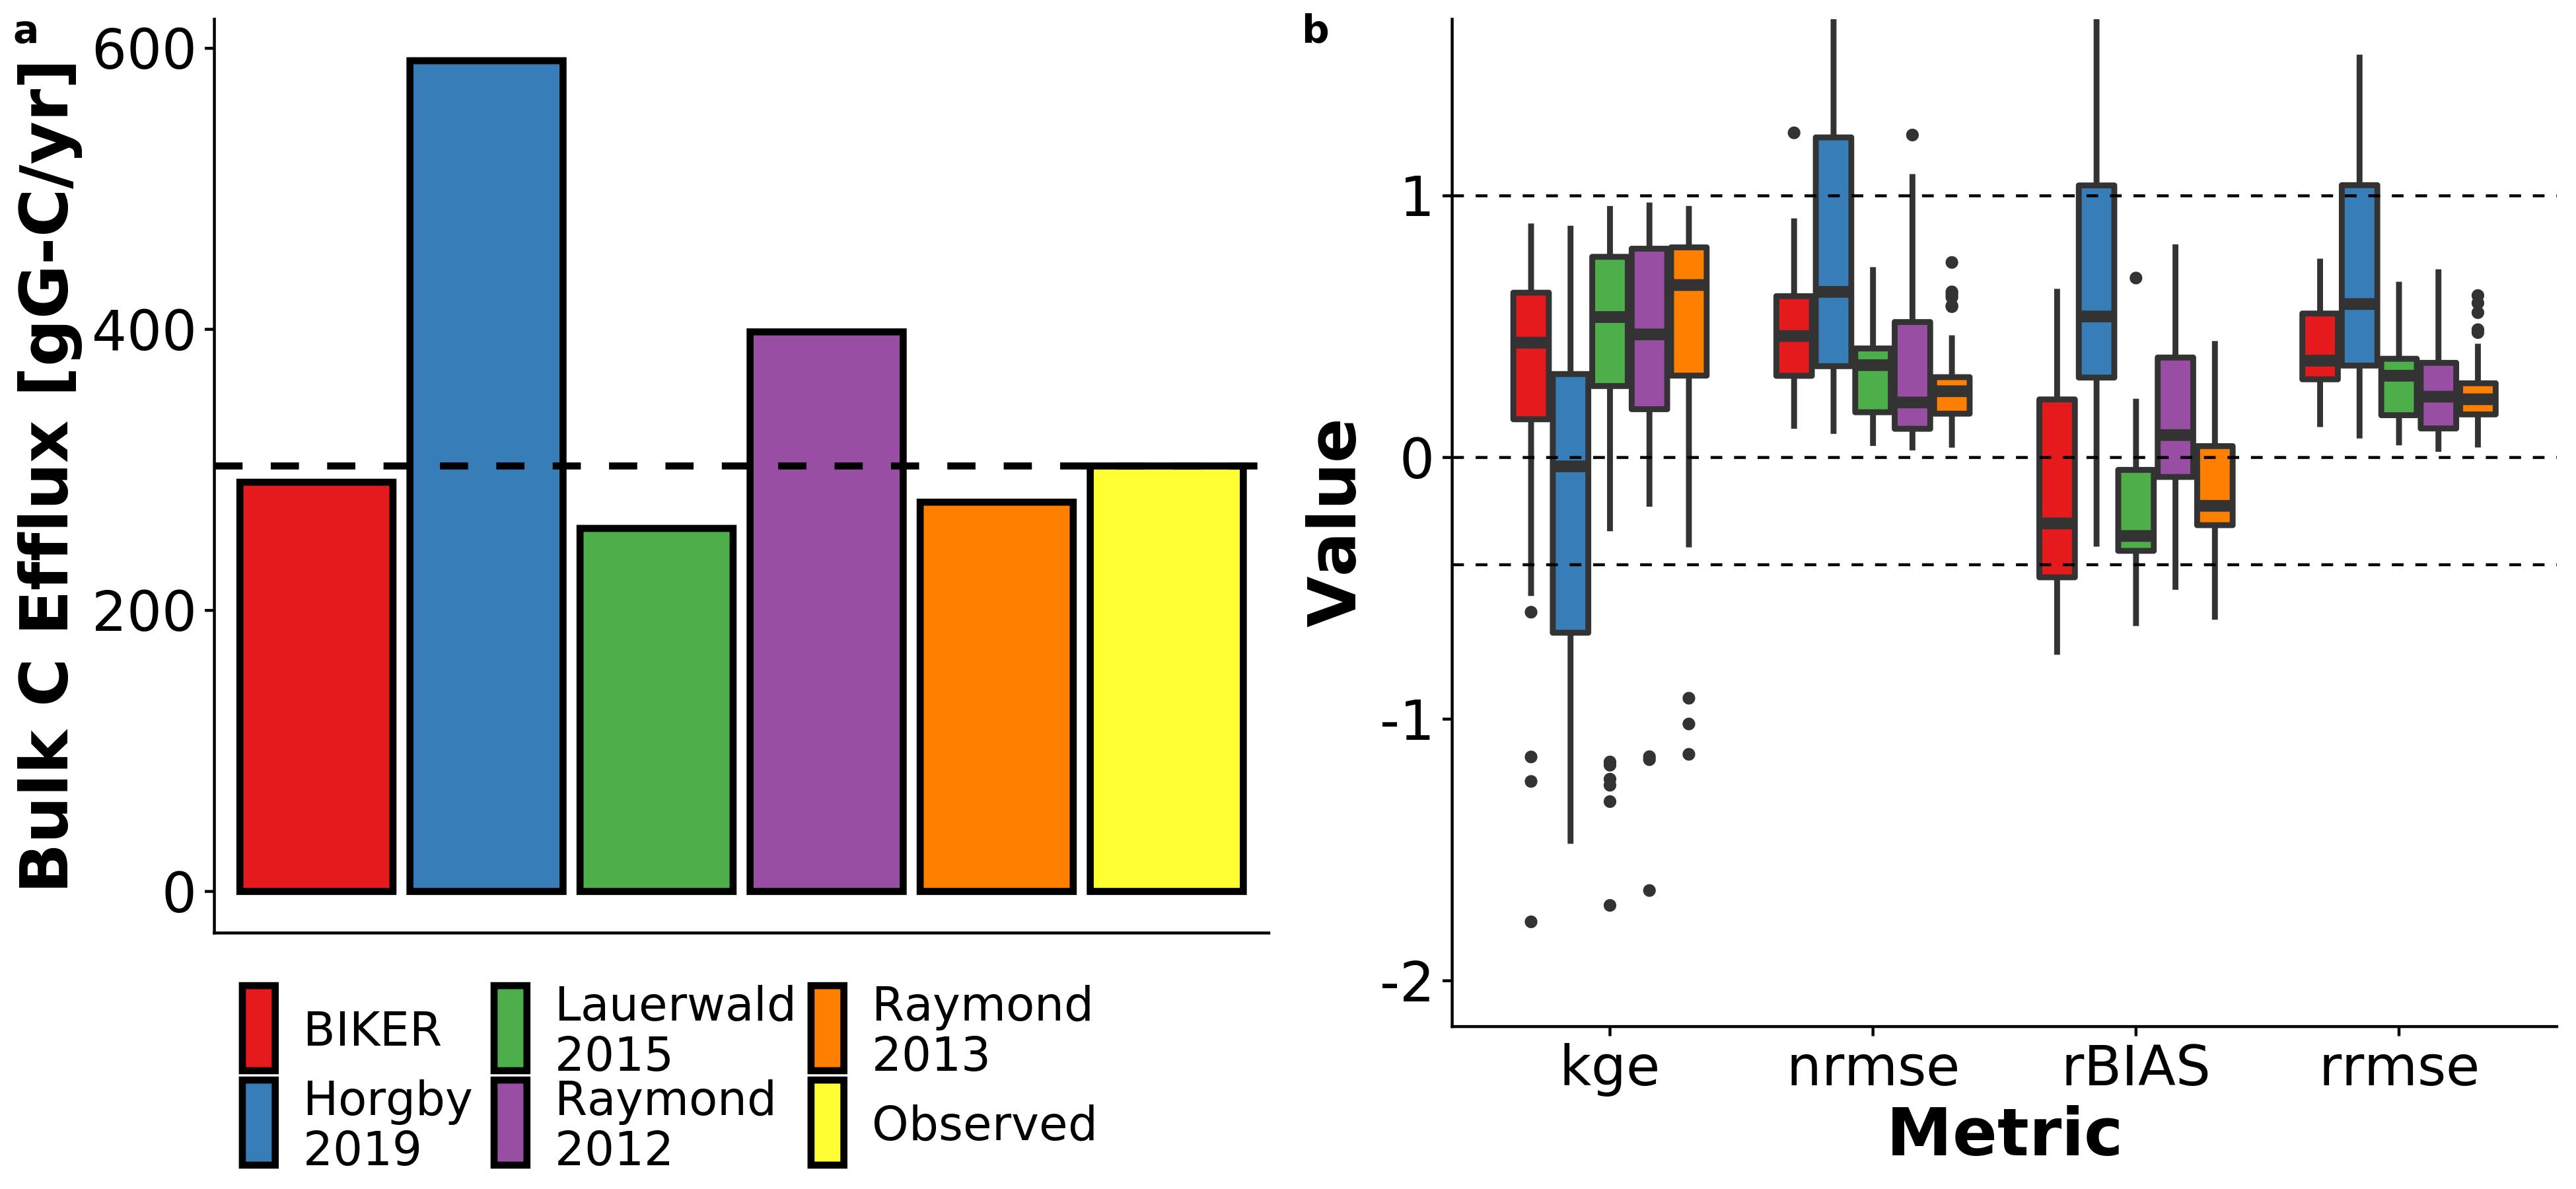 a
Bulk C Efflux [gG-C/yr]
600
400
200
0
BIKER
Horgby
2019
Lauerwald
2015
Raymond
2012
Raymond
2013
Observed
b
Value
1
0
-1
-2
kge
nrmse
rBIAS
rrmse
Metric